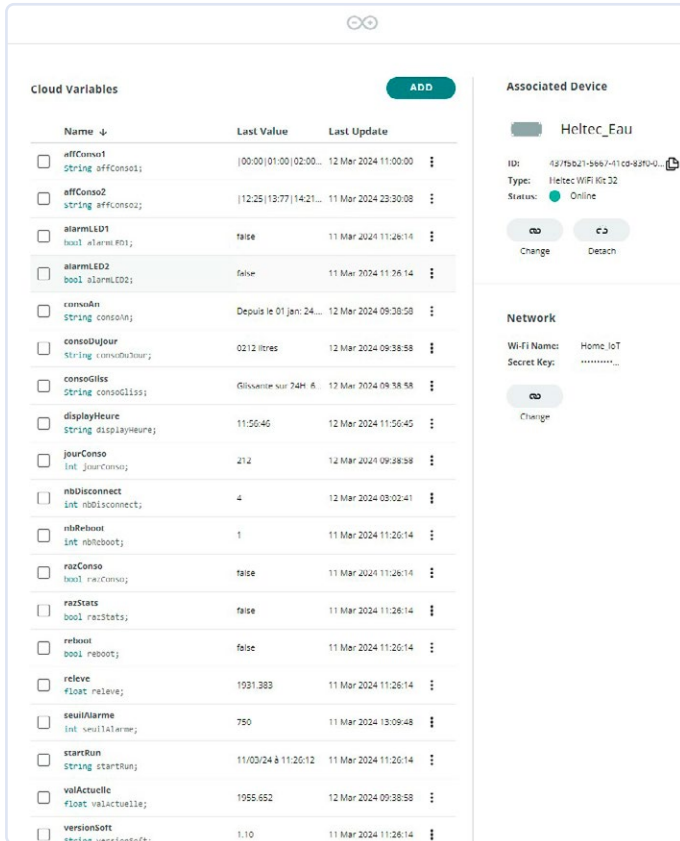 Cloud Variables
ADD
Name ↓ Last Value Last Update
affConso1
String affConso1;
|00:00|01:00|02:00... 12 Mar 2024 11:00:00
affConso2
String affConso2;
|12:25|13:77|14:21... 11 Mar 2024 23:30:08
alarmLED1
bool alarmLED1;
false 11 Mar 2024 11:26:14
alarmLED2
bool alarmLED2;
false 11 Mar 2024 11:26:14
consoAn
String consoAn;
Depuis le 01 jan: 24.... 12 Mar 2024 09:38:58
consoDuJour
String consoDuJour;
0212 litres 12 Mar 2024 09:38:58
consoGliss
String consoGliss;
Glissante sur 24H: 6... 12 Mar 2024 09:38:58
displayHeure
String displayHeure;
11:56:46 12 Mar 2024 11:56:45
jourConso
int jourConso;
212 12 Mar 2024 09:38:58
nbDisconnect
int nbDisconnect;
4 12 Mar 2024 03:02:41
nbReboot
int nbReboot;
1 11 Mar 2024 11:26:14
razConso
bool razConso;
false 11 Mar 2024 11:26:14
razStats
bool razStats;
false 11 Mar 2024 11:26:14
reboot
bool reboot;
false 11 Mar 2024 11:26:14
releve
float releve;
1931.383 11 Mar 2024 11:26:14
seuilAlarme
int seuilAlarme;
750 11 Mar 2024 13:09:48
startRun
String startRun;
11/03/24 à 11:26:12 11 Mar 2024 11:26:14
valActuelle
float valActuelle;
1955.652 12 Mar 2024 09:38:58
versionSoft
String versionSoft;
1.10 11 Mar 2024 11:26:14
Associated Device
Heltec_Eau
ID: 437f5b21-5667-41cd-83f0-0...
Type: Heltec WiFi Kit 32
Status: Online
Change Detach
Network
Wi-Fi Name: Home_IoT
Secret Key: ••••••••••...
Change